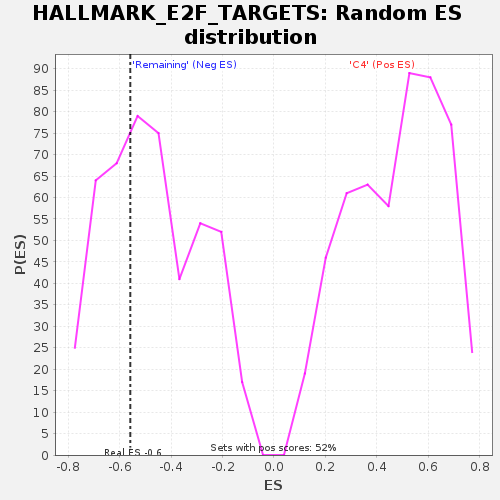 HALLMARK_E2F_TARGETS: Random ES
distribution
'Remaining' (Neg ES)
'C4' (Pos ES)
90
85
80
75
70
65
60
55
50
45
40
35
30
25
20
15
10
5
0
P(ES)
Real ES -0.6
Sets with pos scores: 52%
-0.8 -0.6 -0.4 -0.2 0.0 0.2 0.4 0.6 0.8
ES